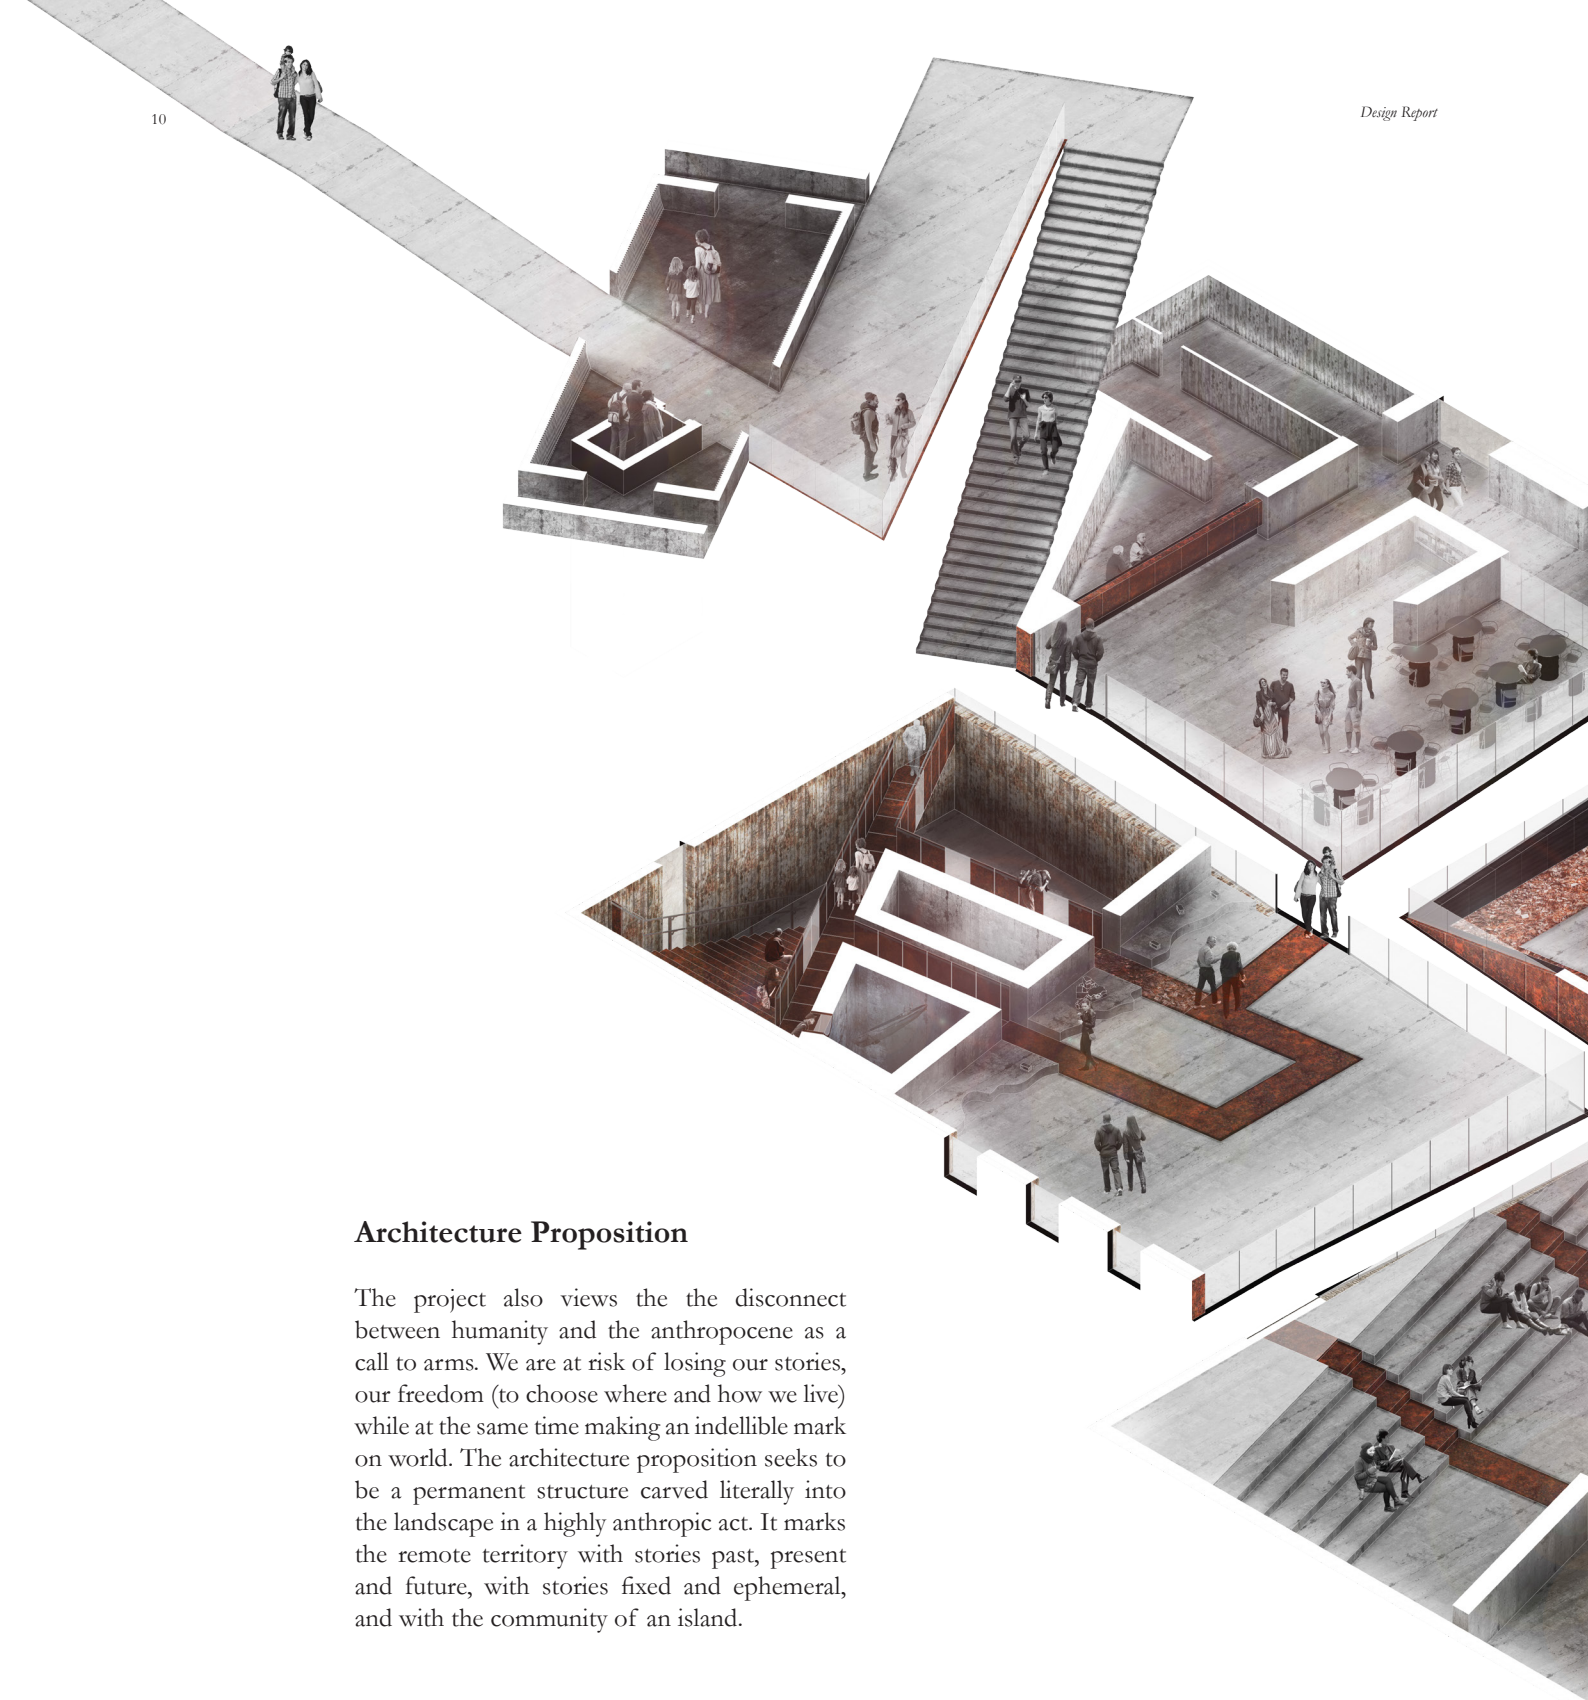 10
Design Report
Architecture Proposition
The project also views the the disconnect
between humanity and the anthropocene as a
call to arms. We are at risk of losing our stories,
our freedom (to choose where and how we live)
while at the same time making an indellible mark
on world. The architecture proposition seeks to
be a permanent structure carved literally into
the landscape in a highly anthropic act. It marks
the remote territory with stories past, present
and future, with stories fixed and ephemeral,
and with the community of an island.